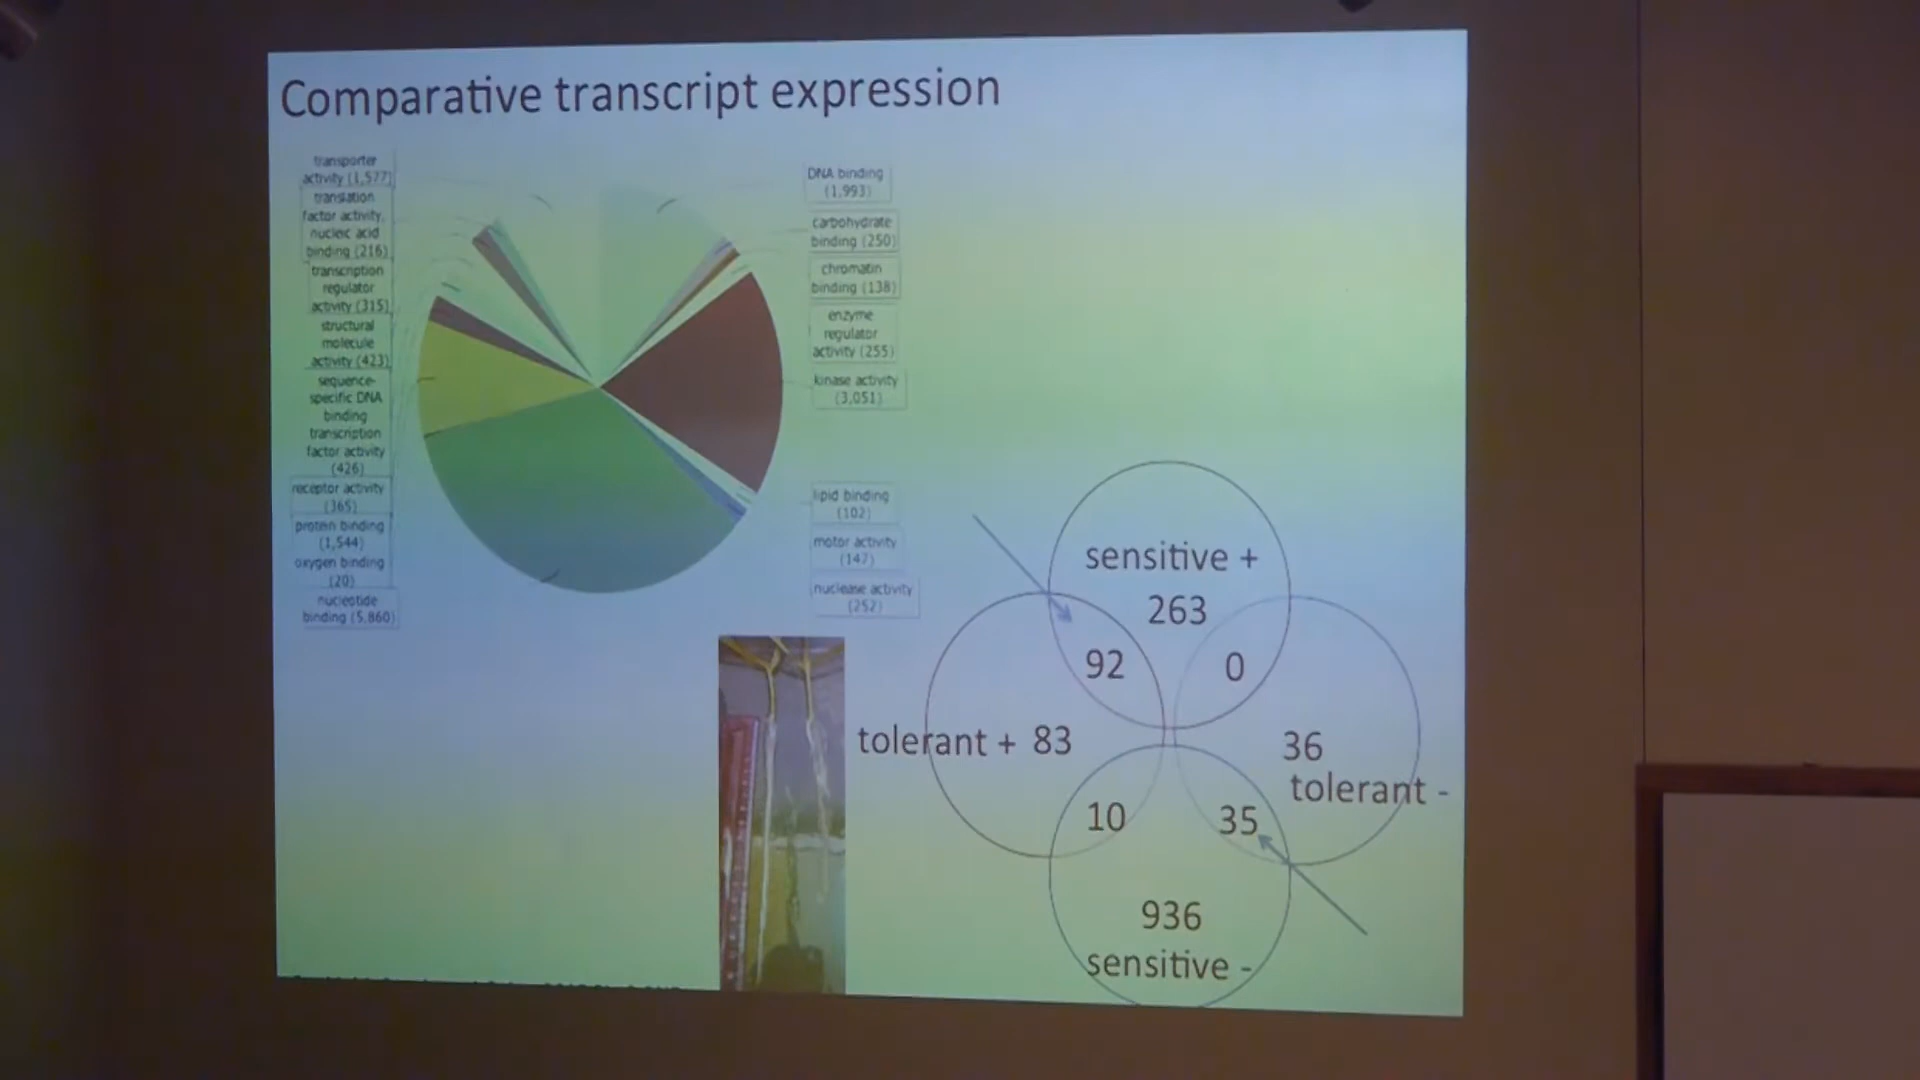 Comparative transcript expression
transporter
activity (1,577)
translation
factor activity,
nucleic acid
binding (216)
transcription
regulator
activity (315)
structural
molecule
activity (423)
sequence-
specific DNA
binding
transcription
factor activity
(426)
receptor activity
(365)
protein binding
(1,544)
oxygen binding
(20)
nucleotide
binding (5,860)
DNA binding
(1,993)
carbohydrate
binding (250)
chromatin
binding (138)
enzyme
regulator
activity (255)
kinase activity
(3,051)
lipid binding
(102)
motor activity
(147)
nuclease activity
(252)
sensitive +
263
92
0
tolerant + 83
36
tolerant -
10
35
936
sensitive -